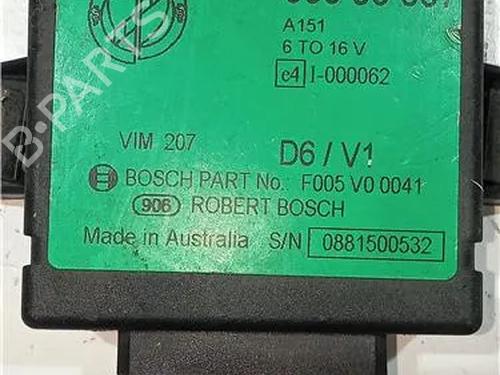 A151
6 TO 16 V
e4 I-000062
VIM 207
D6 / V1
BOSCH PART No. F005 V0 0041
906 ROBERT BOSCH
Made in Australia S/N 0881500532
B-PARTS